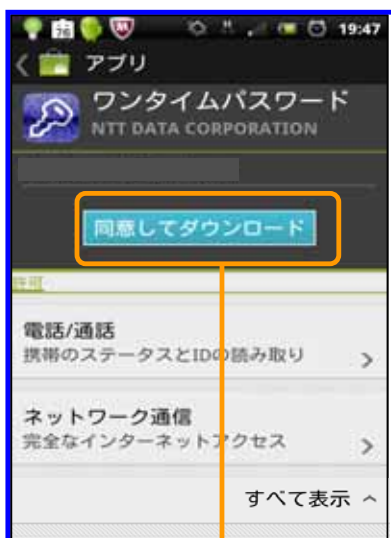 19:47
アプリ
ワンタイムパスワード
NTT DATA CORPORATION
同意してダウンロード
許可
電話/通話
携帯のステータスとIDの読み取り
ネットワーク通信
完全なインターネットアクセス
すべて表示